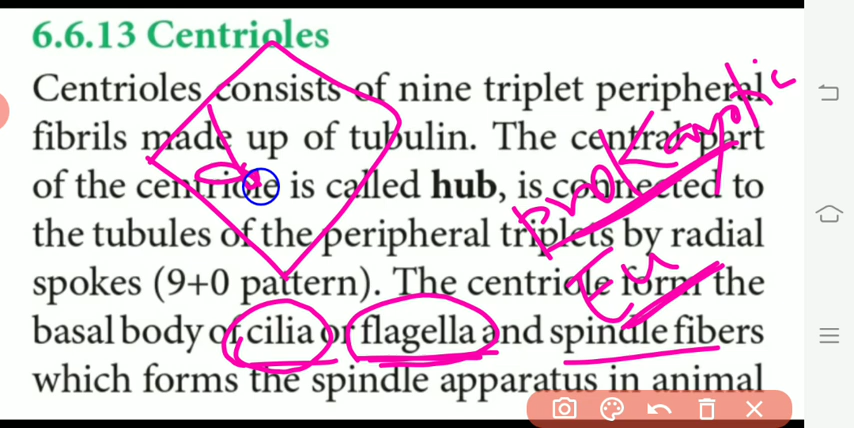 6.6.13 Centrioles
Centrioles consists of nine triplet peripheral
fibrils made up of tubulin. The central part
of the centriole is called hub, is connected to
the tubules of the peripheral triplets by radial
spokes (9+0 pattern). The centriole form the
basal body of cilia or flagella and spindle fibers
which forms the spindle apparatus in animal
prokaryotic